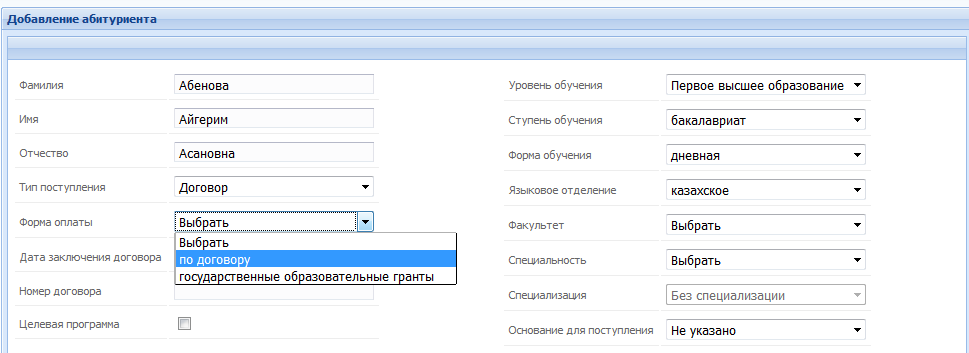 Добавление абитуриента
Фамилия Абенова
Имя Айгерим
Отчество Асановна
Тип поступления Договор
Форма оплаты Выбрать
Выбрать
Дата заключения договора по договору
государственные образовательные гранты
Номер договора
Целевая программа
Уровень обучения Первое высшее образование
Ступень обучения бакалавриат
Форма обучения дневная
Языковое отделение казахское
Факультет Выбрать
Специальность Выбрать
Специализация Без специализации
Основание для поступления Не указано